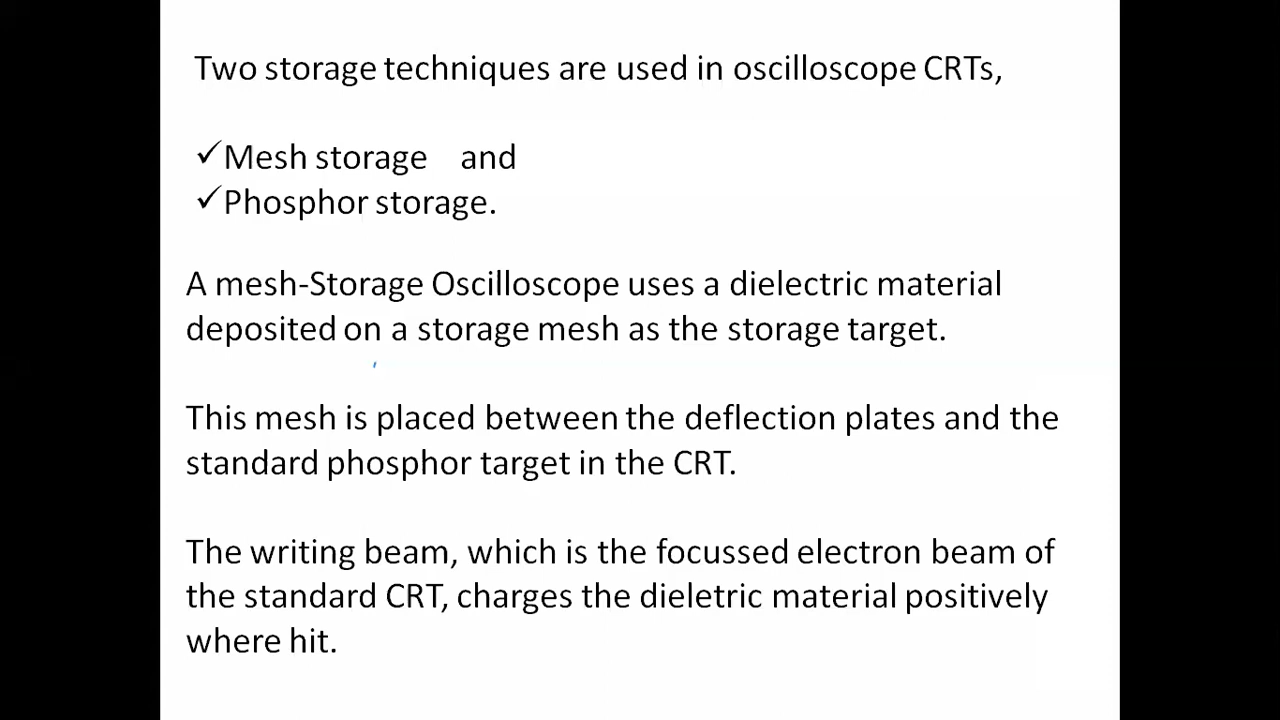 Two storage techniques are used in oscilloscope CRTs,
✓Mesh storage and
✓Phosphor storage.
A mesh-Storage Oscilloscope uses a dielectric material
deposited on a storage mesh as the storage target.
This mesh is placed between the deflection plates and the
standard phosphor target in the CRT.
The writing beam, which is the focussed electron beam of
the standard CRT, charges the dieletric material positively
where hit.